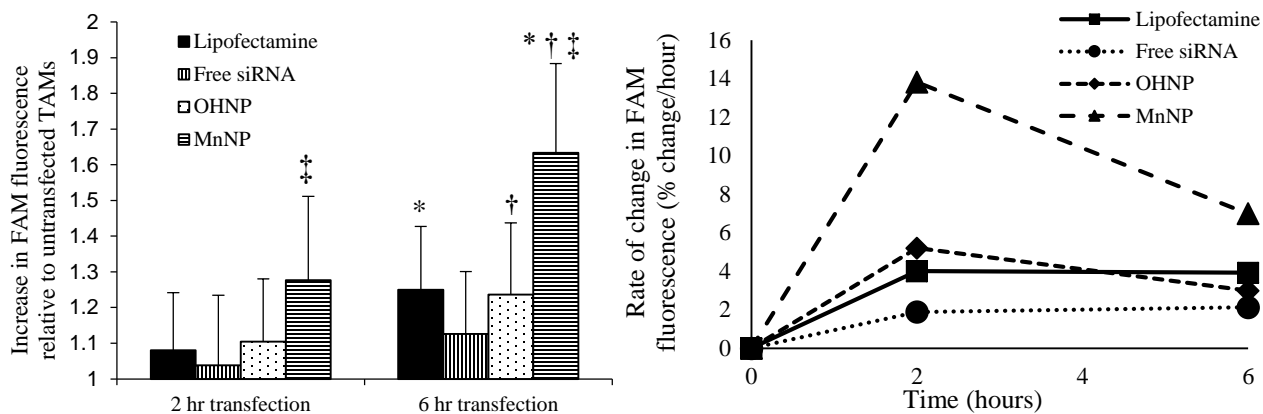 Increase in FAM fluorescence
relative to untransfected TAMs
2
1.9
1.8
1.7
1.6
1.5
1.4
1.3
1.2
1.1
1
Lipofectamine
Free siRNA
OHNP
MnNP
‡
*
†
* † ‡
2 hr transfection
6 hr transfection
Rate of change in FAM
fluorescence (% change/hour)
16
14
12
10
8
6
4
2
0
Lipofectamine
Free siRNA
OHNP
MnNP
0
2
4
6
Time (hours)